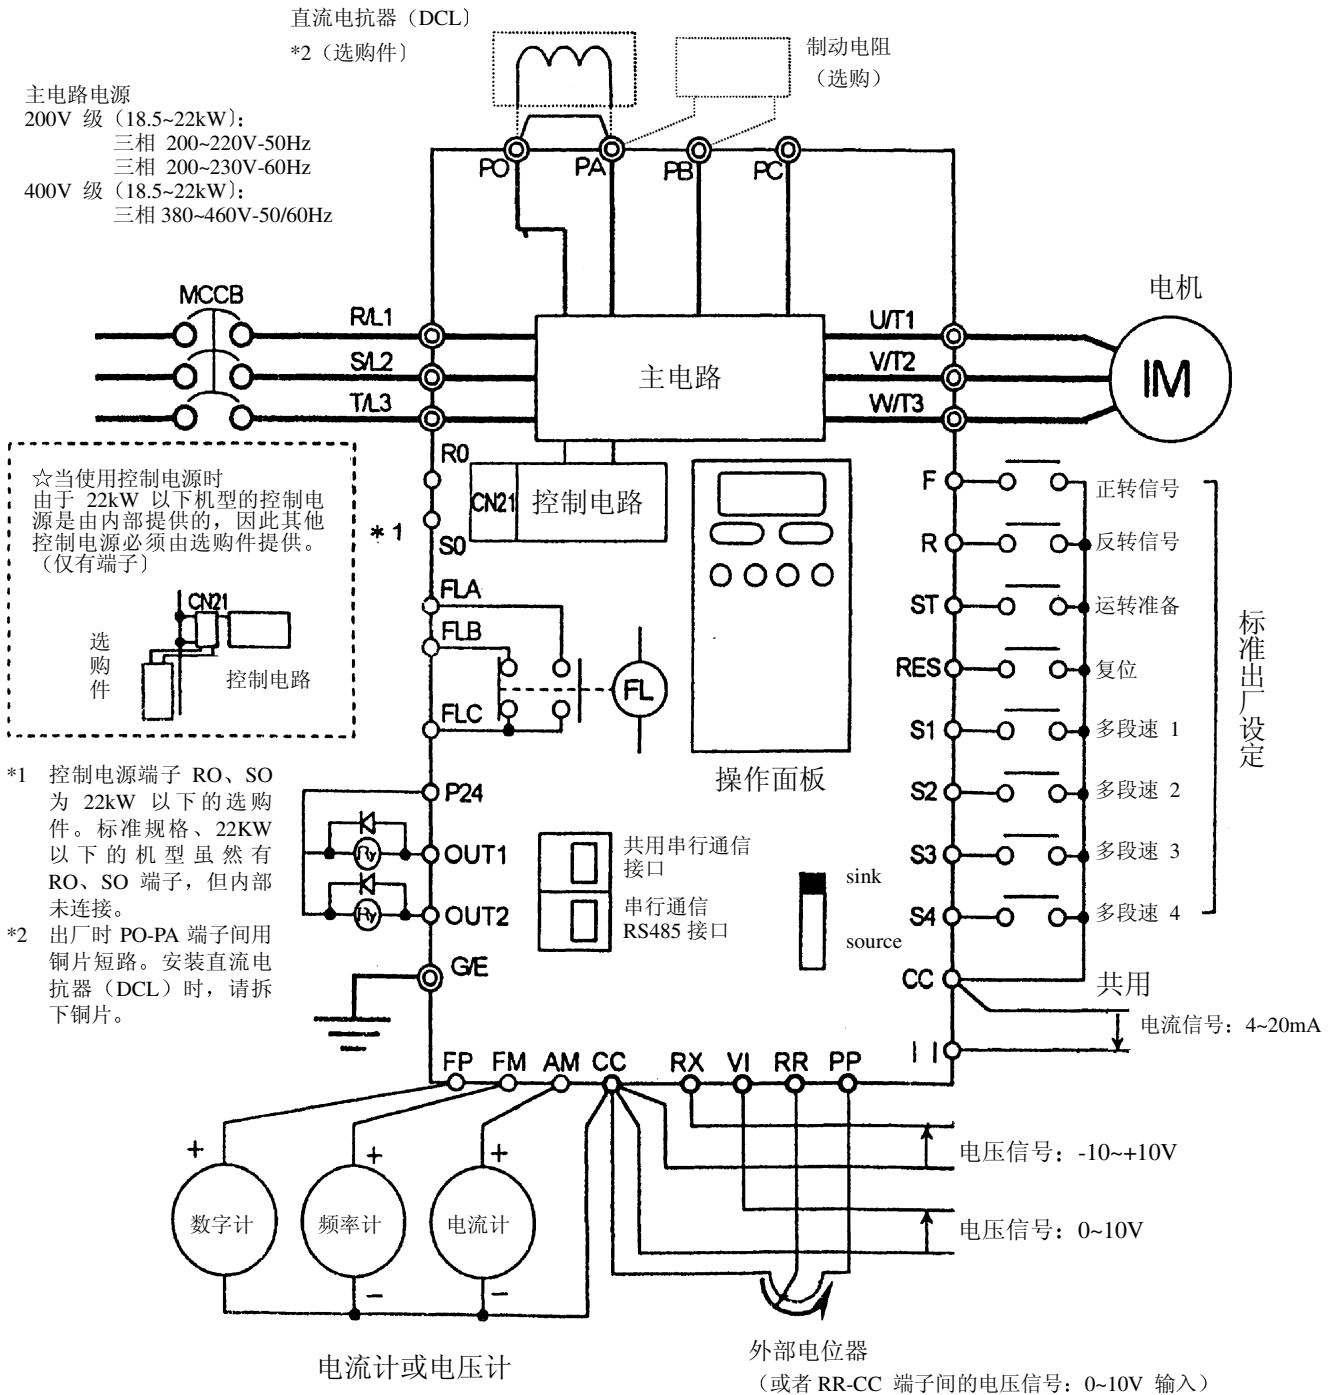 直流电抗器（DCL）
*2（选购件）
制动电阻
（选购）
主电路电源
200V 级（18.5~22kW）：
三相 200~220V-50Hz
三相 200~230V-60Hz
400V 级（18.5~22kW）：
三相 380~460V-50/60Hz
PO
PA
PB
PC
MCCB
R/L1
S/L2
T/L3
主电路
U/T1
V/T2
W/T3
电机
IM
☆当使用控制电源时
由于 22kW 以下机型的控制电
源是由内部提供的，因此其他
控制电源必须由选购件提供。
（仅有端子）
CN21
选购件
控制电路
*1
R0
S0
CN21
控制电路
FLA
FLB
FLC
FL
操作面板
F
正转信号
R
反转信号
ST
运转准备
RES
复位
S1
多段速 1
S2
多段速 2
S3
多段速 3
S4
多段速 4
标准出厂设定
CC
共用
电流信号：4~20mA
I I
*1 控制电源端子 RO、SO
为 22kW 以下的选购
件。标准规格、22KW
以下的机型虽然有
RO、SO 端子，但内部
未连接。
*2 出厂时 PO-PA 端子间用
铜片短路。安装直流电
抗器（DCL）时，请拆
下铜片。
P24
Ry
OUT1
Ry
OUT2
G/E
共用串行通信
接口
串行通信
RS485 接口
sink
source
FP
FM
AM
CC
RX
VI
RR
PP
+
+
+
数字计
频率计
电流计
−
−
电流计或电压计
电压信号：-10~+10V
电压信号：0~10V
外部电位器
（或者 RR-CC 端子间的电压信号：0~10V 输入）